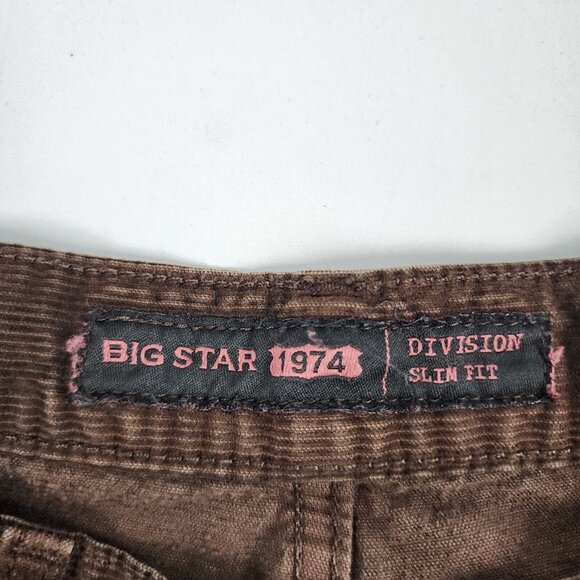 BIG STAR 1974 DIVISION
SLIM FIT